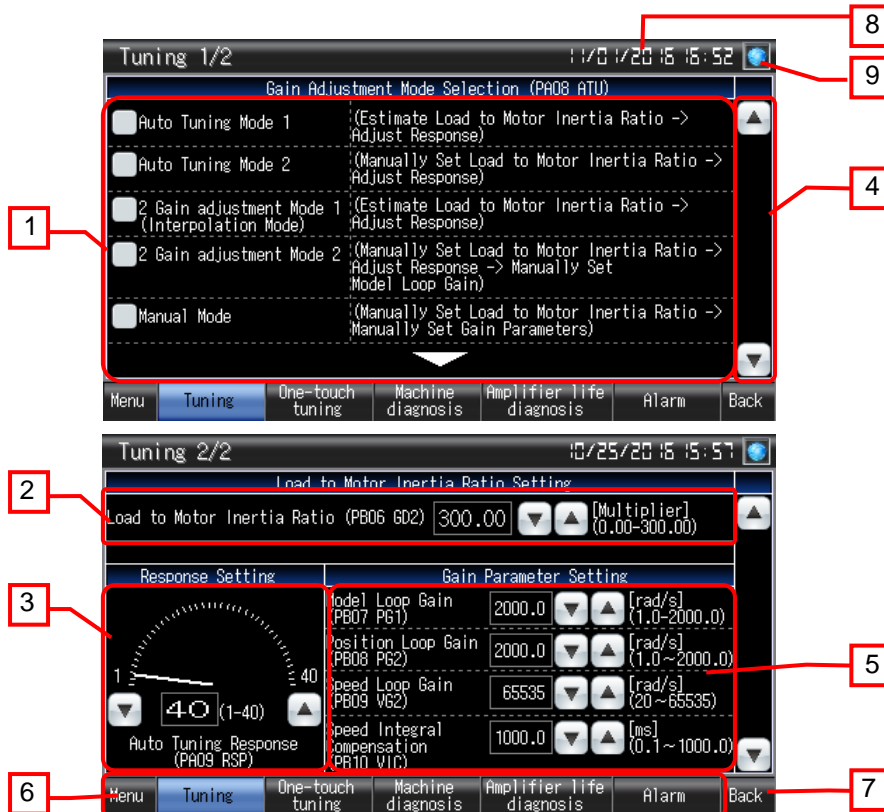 8
Tuning 1/2 11/01/2016 16:52
9
Gain Adjustment Mode Selection (PA08 ATU)
Auto Tuning Mode 1 (Estimate Load to Motor Inertia Ratio ->
Adjust Response)
Auto Tuning Mode 2 (Manually Set Load to Motor Inertia Ratio ->
Adjust Response)
4
1
2 Gain adjustment Mode 1 (Estimate Load to Motor Inertia Ratio ->
(Interpolation Mode) Adjust Response)
2 Gain adjustment Mode 2 (Manually Set Load to Motor Inertia Ratio ->
Adjust Response -> Manually Set
Model Loop Gain)
Manual Mode (Manually Set Load to Motor Inertia Ratio ->
Manually Set Gain Parameters)
Menu Tuning One-touch tuning Machine diagnosis Amplifier life diagnosis Alarm Back
Tuning 2/2 10/25/2016 15:57
Load to Motor Inertia Ratio Setting
2
Load to Motor Inertia Ratio (PB06 GD2) 300.00 [Multiplier]
(0.00-300.00)
Response Setting Gain Parameter Setting
3
Model Loop Gain
(PB07 PG1) 2000.0 [rad/s]
(1.0-2000.0)
Position Loop Gain
(PB08 PG2) 2000.0 [rad/s]
(1.0~2000.0)
5
1 40
Speed Loop Gain
(PB09 VG2) 65535 [rad/s]
(20~65535)
40 (1-40)
Speed Integral
Compensation
(PB10 VIC) 1000.0 [ms]
(0.1~1000.0)
Auto Tuning Response
(PA09 RSP)
6
Menu Tuning One-touch tuning Machine diagnosis Amplifier life diagnosis Alarm Back
7